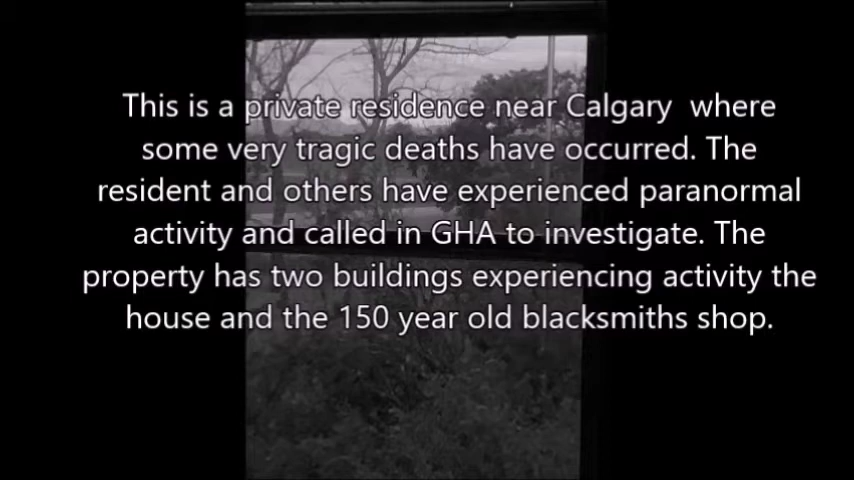 This is a private residence near Calgary  where
some very tragic deaths have occurred. The
resident and others have experienced paranormal
activity and called in GHA to investigate. The
property has two buildings experiencing activity the
house and the 150 year old blacksmiths shop.